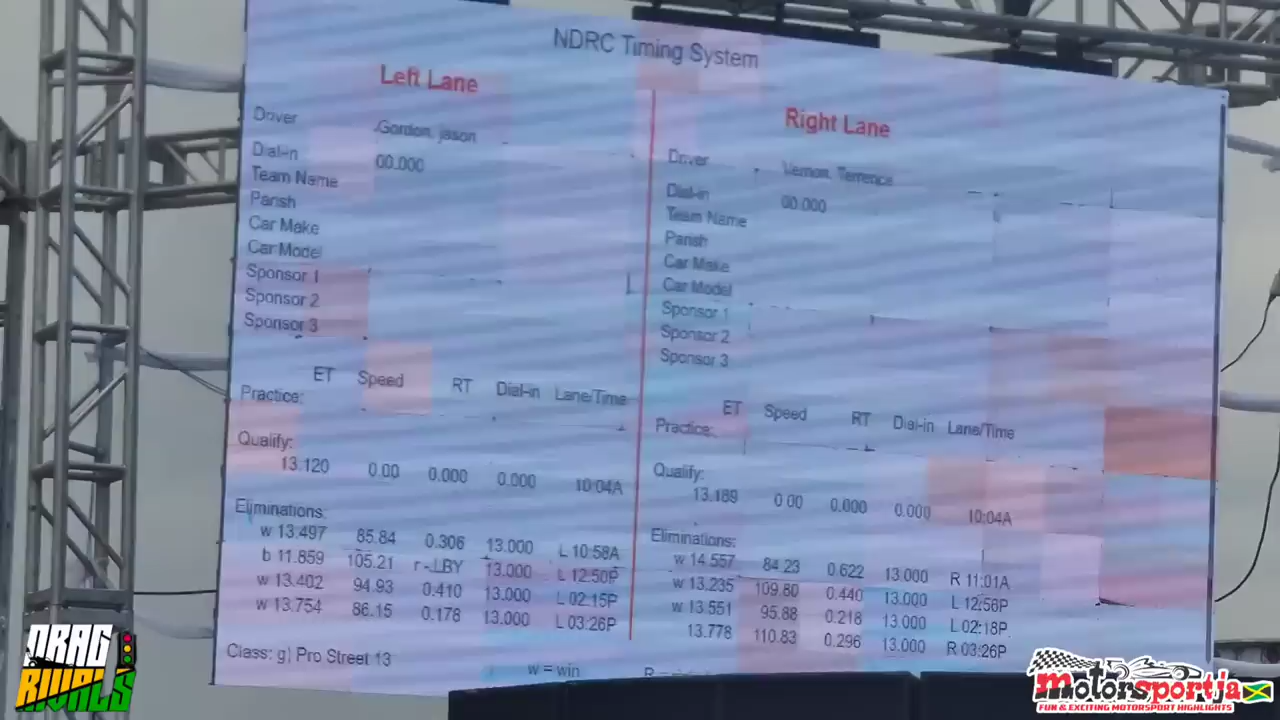 NDRC Timing System
Left Lane
Driver Gordon, jason
Dial-in 00.000
Team Name
Parish
Car Make
Car Model
Sponsor 1
Sponsor 2
Sponsor 3
ET Speed RT Dial-in Lane/Time
Practice:
Qualify:
13.120 0.00 0.000 0.000 10:04A
Eliminations:
w 13.497 85.84 0.306 13.000 L 10:58A
b 11.859 105.21 13.000 L 12:50P
w 13.402 94.93 0.410 13.000 L 02:15P
w 13.754 86.15 0.178 13.000 L 03:26P
Class: g) Pro Street 13
w = win
Right Lane
Driver Vernon, Terrence
Dial-in 00.000
Team Name
Parish
Car Make
Car Model
Sponsor 1
Sponsor 2
Sponsor 3
ET Speed RT Dial-in Lane/Time
Practice:
Qualify:
13.189 0.00 0.000 0.000 10:04A
Eliminations:
w 14.557 84.23 0.622 13.000 R 11:01A
w 13.235 109.80 0.440 13.000 L 12:58P
w 13.551 95.88 0.218 13.000 L 02:18P
13.778 110.83 0.296 13.000 R 03:26P
DRAG
RIVALS
motorsportja
FUN & EXCITING MOTORSPORT HIGHLIGHTS